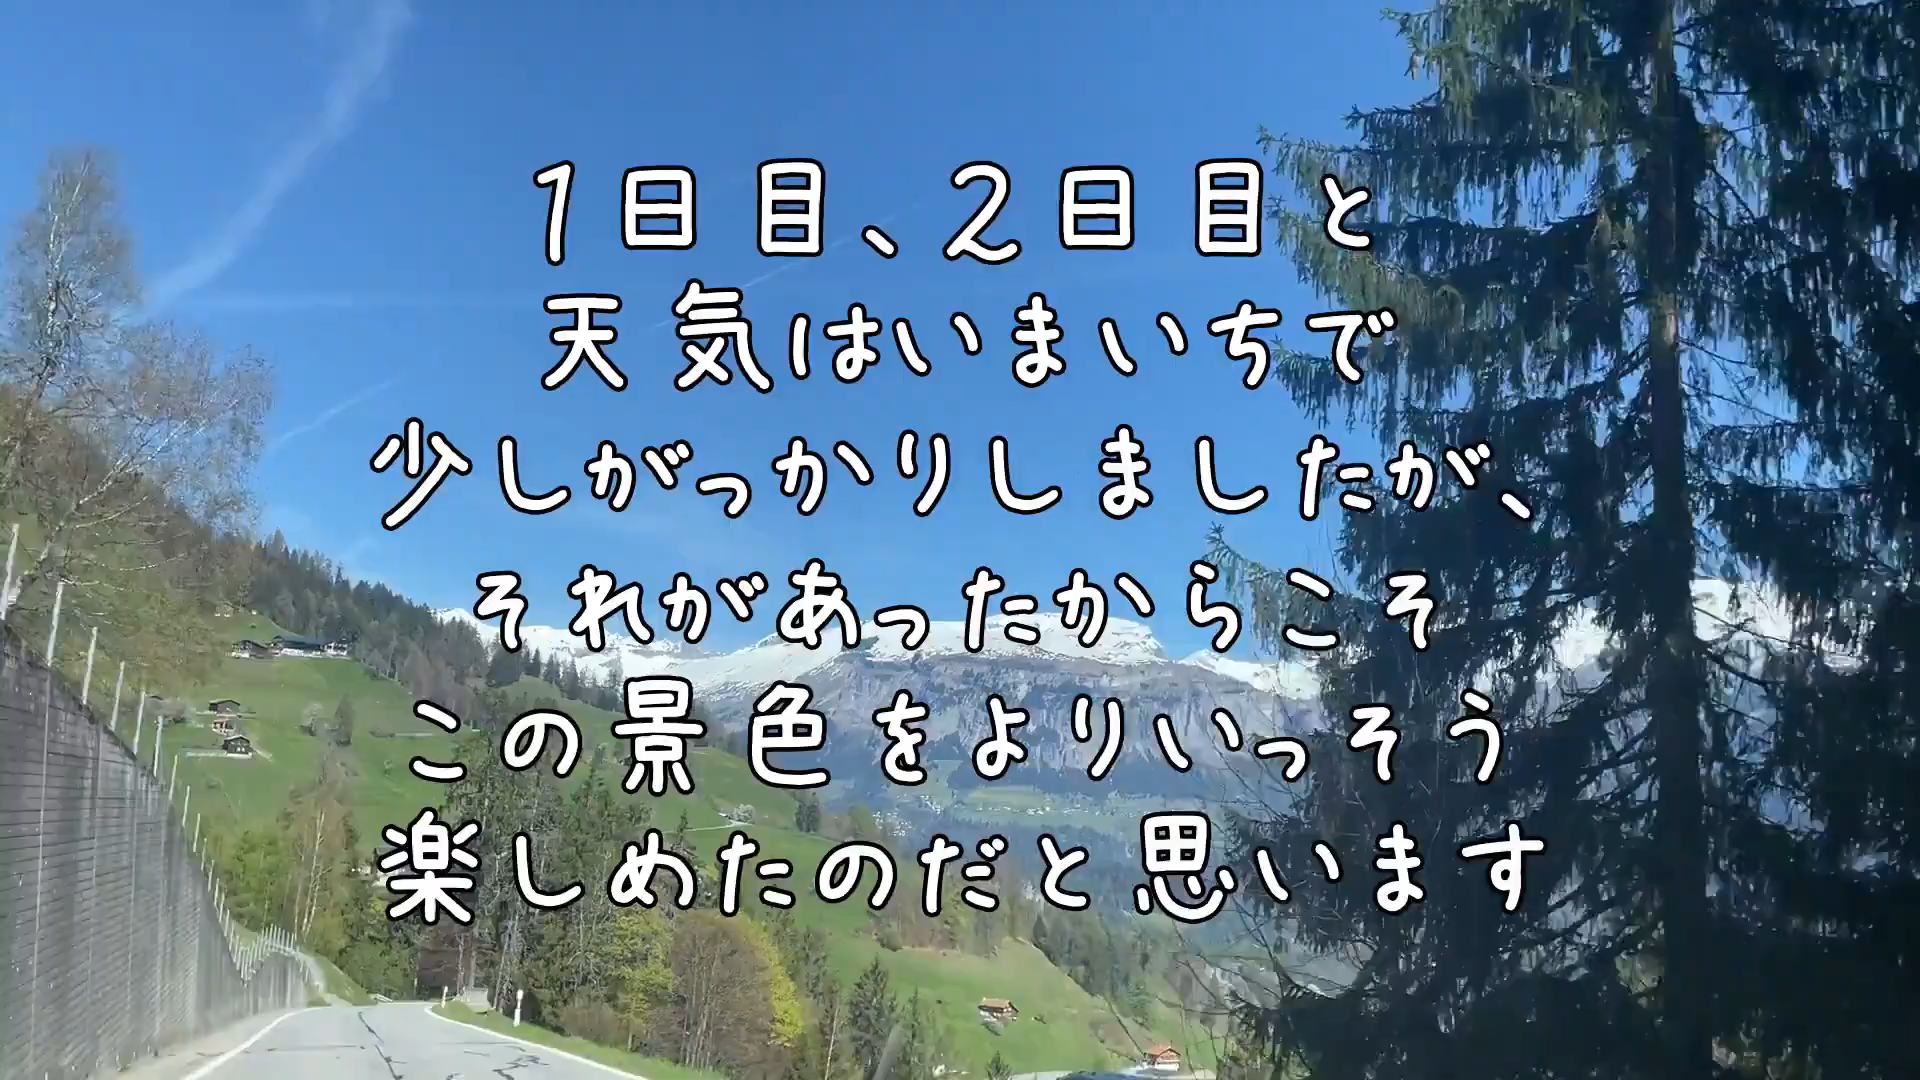 1日目、2日目と
天気はいまいちで
少しがっかりしましたが、
それがあったからこそ
この景色をよりいっそう
楽しめたのだと思います